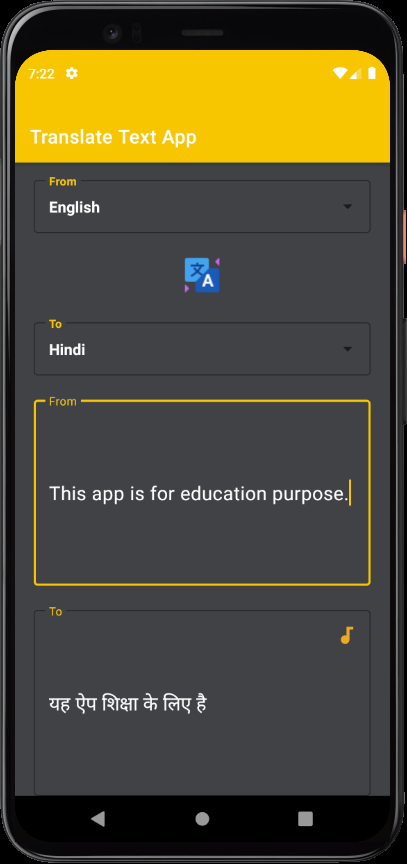 7:22
Translate Text App
From
English
文
A
To
Hindi
From
This app is for education purpose.
To
यह ऐप शिक्षा के लिए है